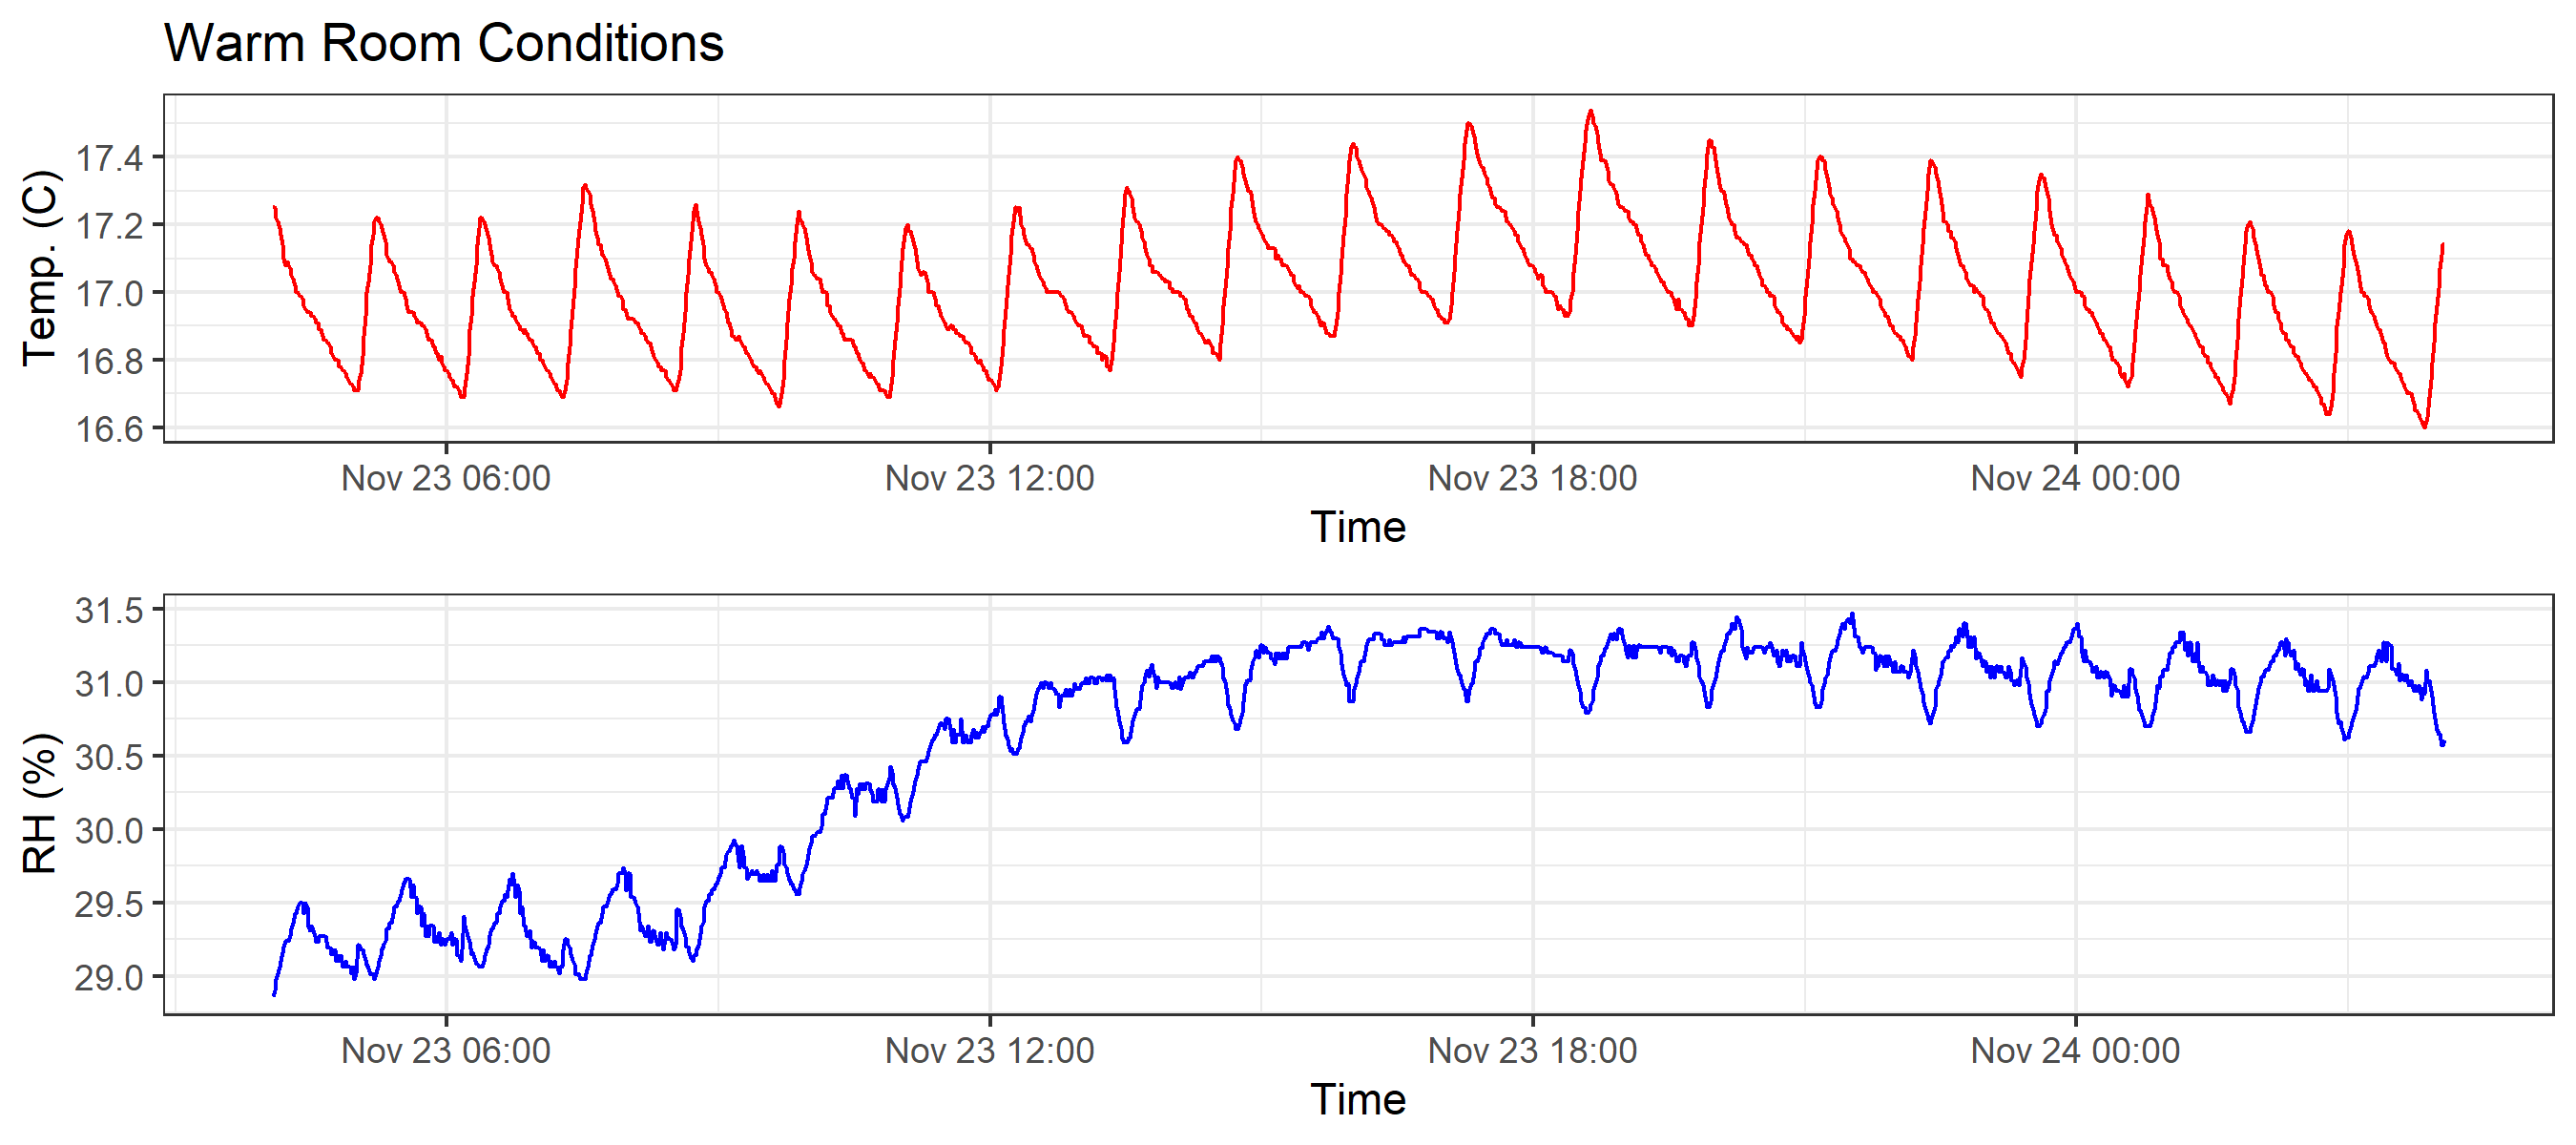 Warm Room Conditions
Temp. (C)
17.4
17.2
17.0
16.8
16.6
Nov 23 06:00 Nov 23 12:00 Nov 23 18:00 Nov 24 00:00
Time
RH (%)
31.5
31.0
30.5
30.0
29.5
29.0
Nov 23 06:00 Nov 23 12:00 Nov 23 18:00 Nov 24 00:00
Time